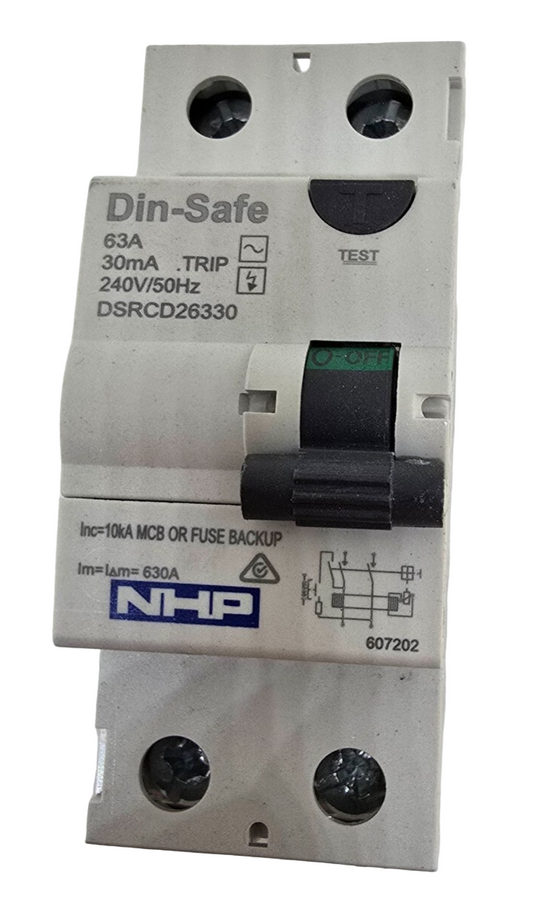 Din-Safe
63A
30mA .TRIP
240V/50Hz
DSRCD26330
T
TEST
O-OFF
Inc=10kA MCB OR FUSE BACKUP
Im=I∆m= 630A
NHP
607202